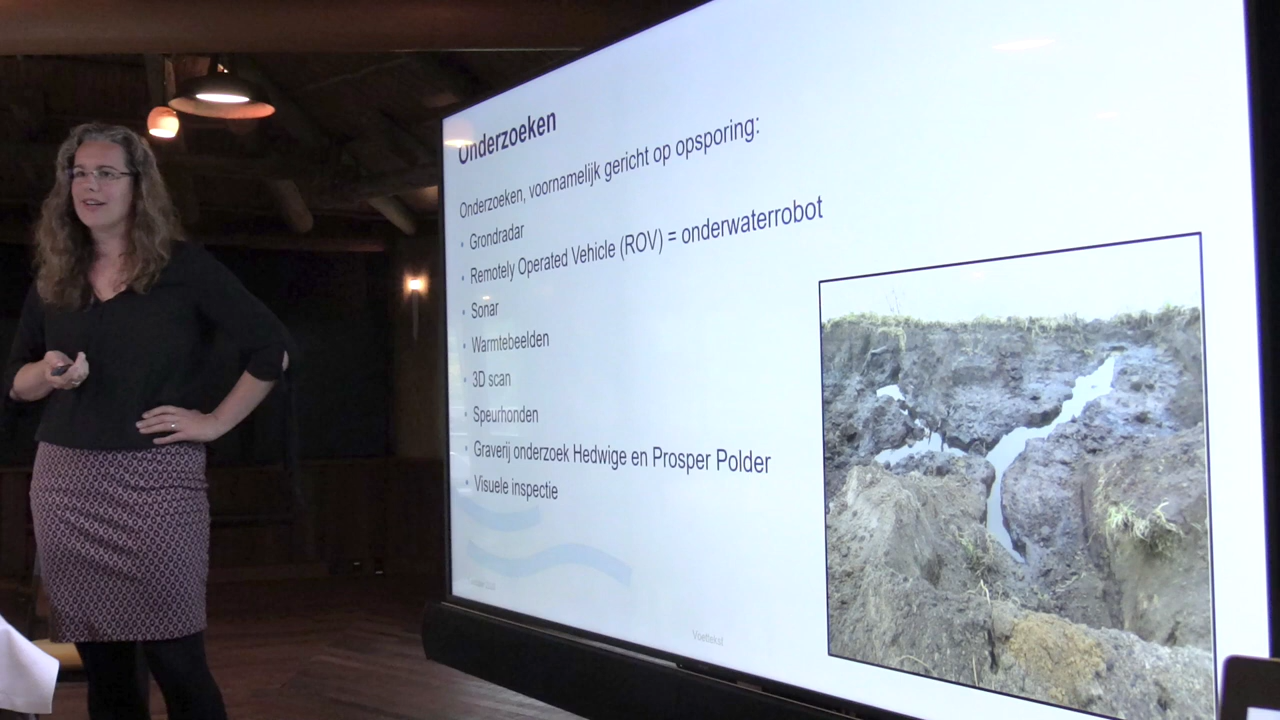 Onderzoeken
Onderzoeken, voornamelijk gericht op opsporing:
• Grondradar
• Remotely Operated Vehicle (ROV) = onderwaterrobot
• Sonar
• Warmtebeelden
• 3D scan
• Speurhonden
• Graverij onderzoek Hedwige en Prosper Polder
• Visuele inspectie
Voettekst